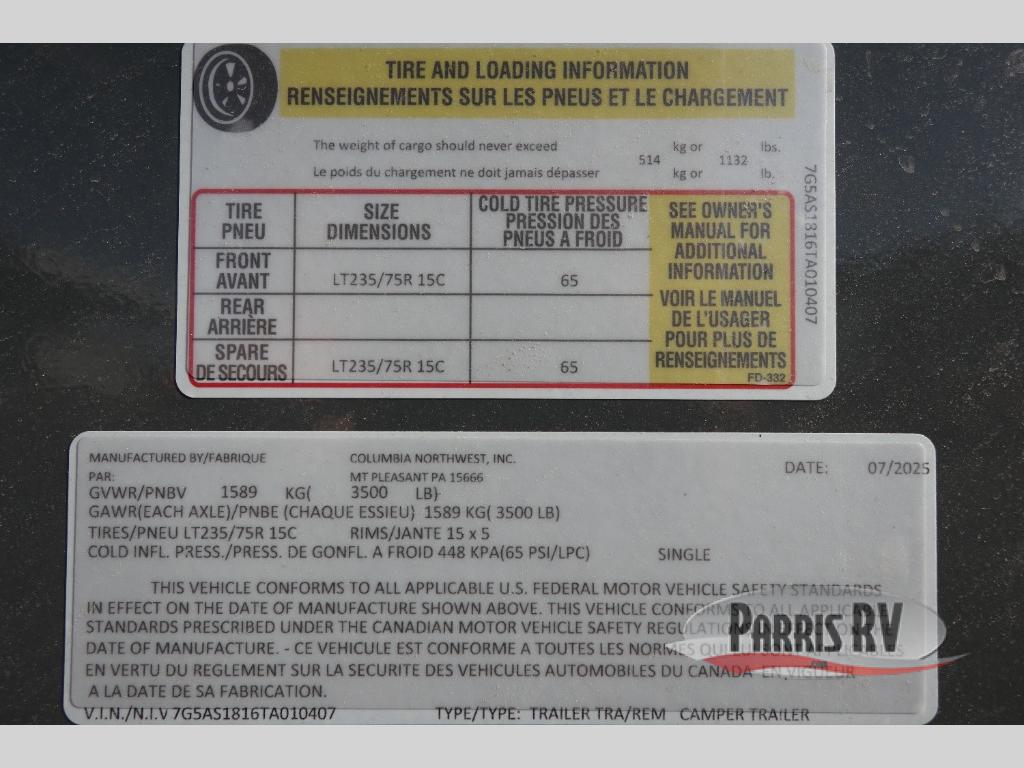 TIRE AND LOADING INFORMATION
RENSEIGNEMENTS SUR LES PNEUS ET LE CHARGEMENT
The weight of cargo should never exceed 514 kg or 1132 lbs.
Le poids du chargement ne doit jamais dépasser kg or lb.
TIRE PNEU SIZE DIMENSIONS COLD TIRE PRESSURE PRESSION DES PNEUS A FROID
FRONT AVANT LT235/75R 15C 65
REAR ARRIÈRE
SPARE DE SECOURS LT235/75R 15C 65
SEE OWNER'S
MANUAL FOR
ADDITIONAL
INFORMATION
VOIR LE MANUEL
DE L'USAGER
POUR PLUS DE
RENSEIGNEMENTS
FD-332
7G5AS1816TA010407
MANUFACTURED BY/FABRIQUE COLUMBIA NORTHWEST, INC.
PAR: MT PLEASANT PA 15666
DATE: 07/2025
GVWR/PNBV 1589 KG( 3500 LB)
GAWR(EACH AXLE)/PNBE (CHAQUE ESSIEU) 1589 KG( 3500 LB)
TIRES/PNEU LT235/75R 15C RIMS/JANTE 15 x 5
COLD INFL. PRESS./PRESS. DE GONFL. A FROID 448 KPA(65 PSI/LPC) SINGLE
THIS VEHICLE CONFORMS TO ALL APPLICABLE U.S. FEDERAL MOTOR VEHICLE SAFETY STANDARDS
IN EFFECT ON THE DATE OF MANUFACTURE SHOWN ABOVE. THIS VEHICLE CONFORMS TO ALL APPLICABLE
STANDARDS PRESCRIBED UNDER THE CANADIAN MOTOR VEHICLE SAFETY REGULATIONS
DATE OF MANUFACTURE. - CE VEHICULE EST CONFORME A TOUTES LES NORMES QUI
EN VERTU DU REGLEMENT SUR LA SECURITE DES VEHICULES AUTOMOBILES DU CANADA EN VIGUEUR
A LA DATE DE SA FABRICATION.
V.I.N./N.I.V 7G5AS1816TA010407 TYPE/TYPE: TRAILER TRA/REM CAMPER TRAILER
PARRIS RV